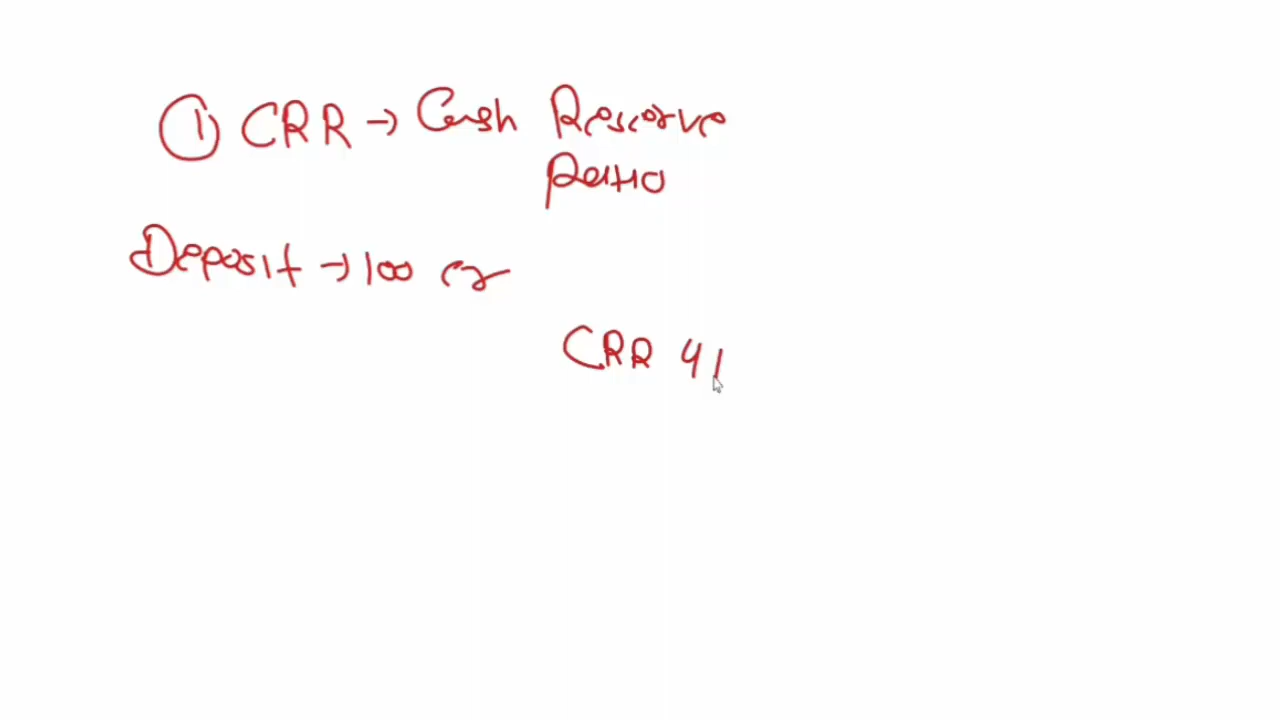 ① CRR → Cash Reserve
Ratio
Deposit → 100 cr
CRR 4